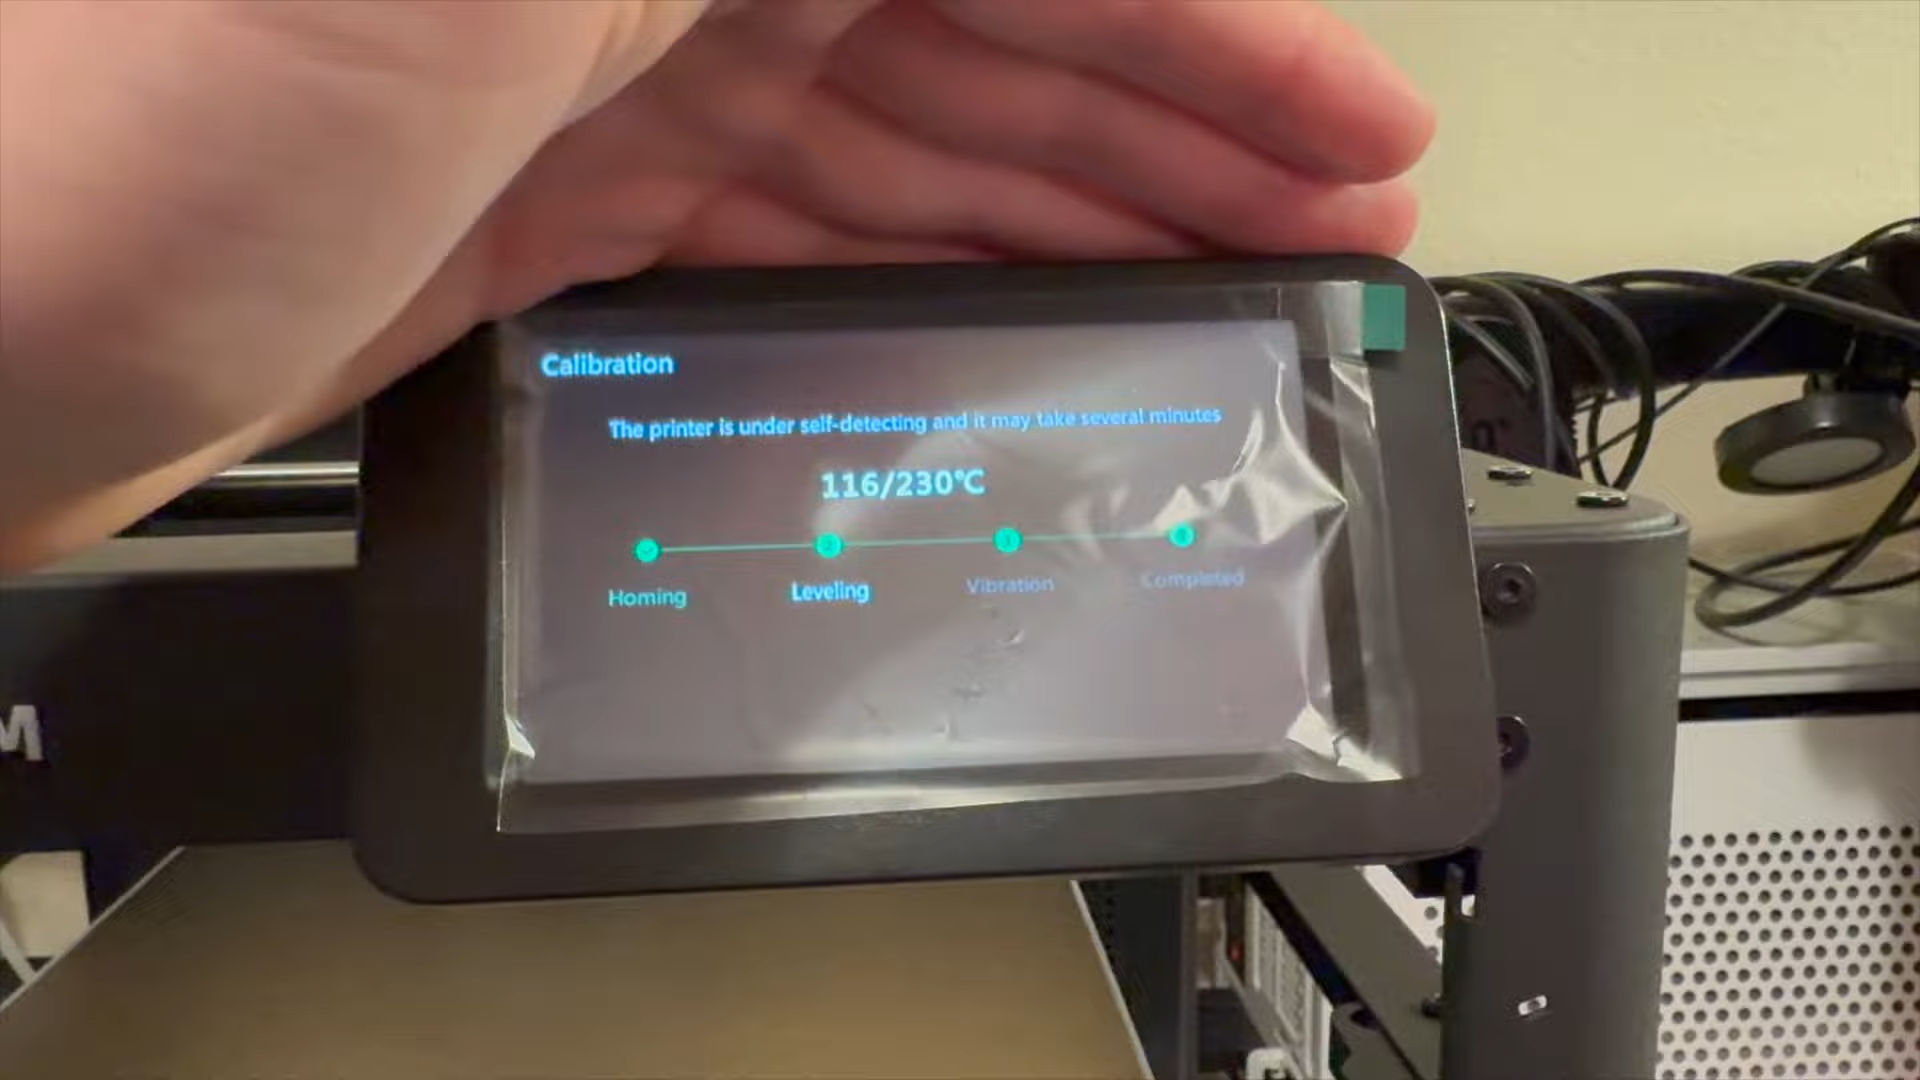 Calibration
The printer is under self-detecting and it may take several minutes
116/230℃
Homing
Leveling
Vibration
Completed
M